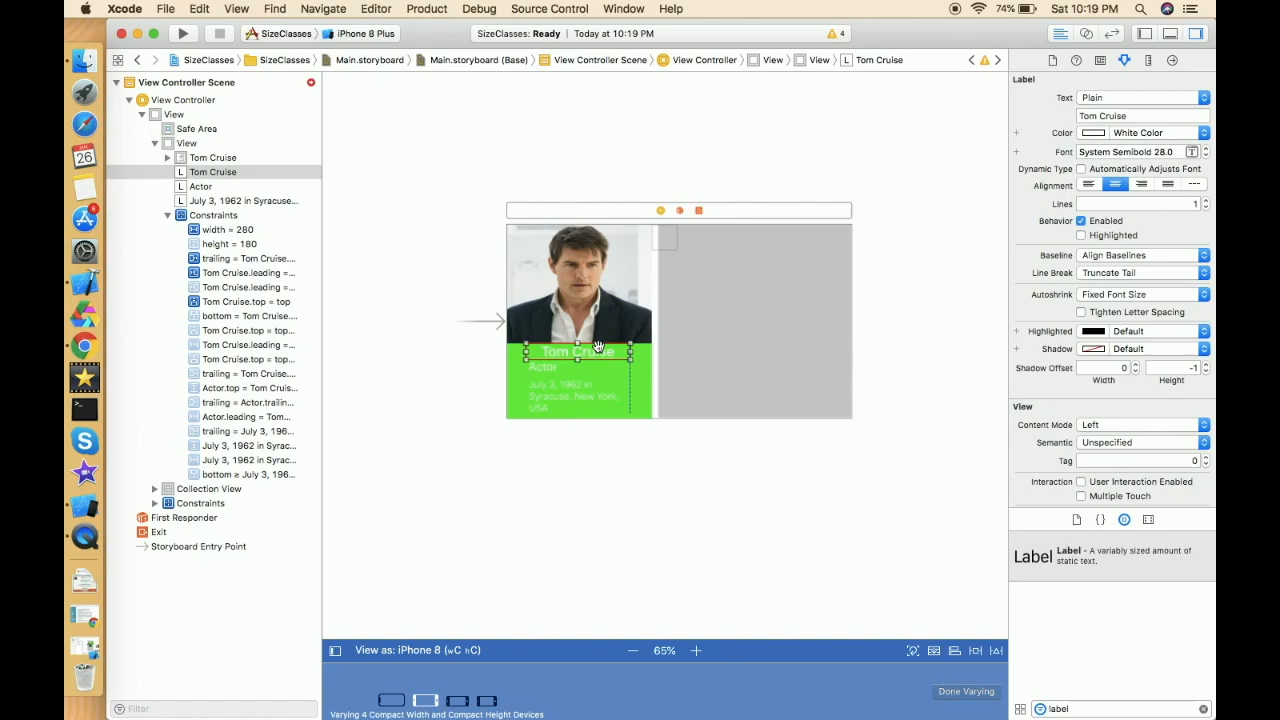 Xcode File Edit View Find Navigate Editor Product Debug Source Control Window Help 74% Sat 10:19 PM
SizeClasses iPhone 8 Plus SizeClasses: Ready | Today at 10:19 PM 4
SizeClasses SizeClasses Main.storyboard Main.storyboard (Base) View Controller Scene View Controller View View L Tom Cruise
View Controller Scene
View Controller
View
Safe Area
View
Tom Cruise
L Tom Cruise
L Actor
L July 3, 1962 in Syracuse...
Constraints
width = 280
height = 180
trailing = Tom Cruise....
Tom Cruise.leading =...
Tom Cruise.leading =...
Tom Cruise.top = top
bottom = Tom Cruise....
Tom Cruise.top = top...
Tom Cruise.leading =...
Tom Cruise.top = top...
trailing = Tom Cruise....
Actor.top = Tom Cruis...
trailing = Actor.trailin...
Actor.leading = Tom...
trailing = July 3, 196...
July 3, 1962 in Syrac...
July 3, 1962 in Syrac...
bottom ≥ July 3, 196...
Collection View
Constraints
First Responder
Exit
Storyboard Entry Point
Filter
26
6
S
Tom Cruise
Actor
July 3, 1962 in
Syracuse, New York,
USA
View as: iPhone 8 (wC hC) 65%
Done Varying
Varying 4 Compact Width and Compact Height Devices
Label
Text Plain
Tom Cruise
Color White Color
Font System Semibold 28.0 T
Dynamic Type Automatically Adjusts Font
Alignment
Lines 1
Behavior Enabled
Highlighted
Baseline Align Baselines
Line Break Truncate Tail
Autoshrink Fixed Font Size
Tighten Letter Spacing
Highlighted Default
Shadow Default
Shadow Offset 0 -1
Width Height
View
Content Mode Left
Semantic Unspecified
Tag 0
Interaction User Interaction Enabled
Multiple Touch
Label Label - A variably sized amount of
static text.
label